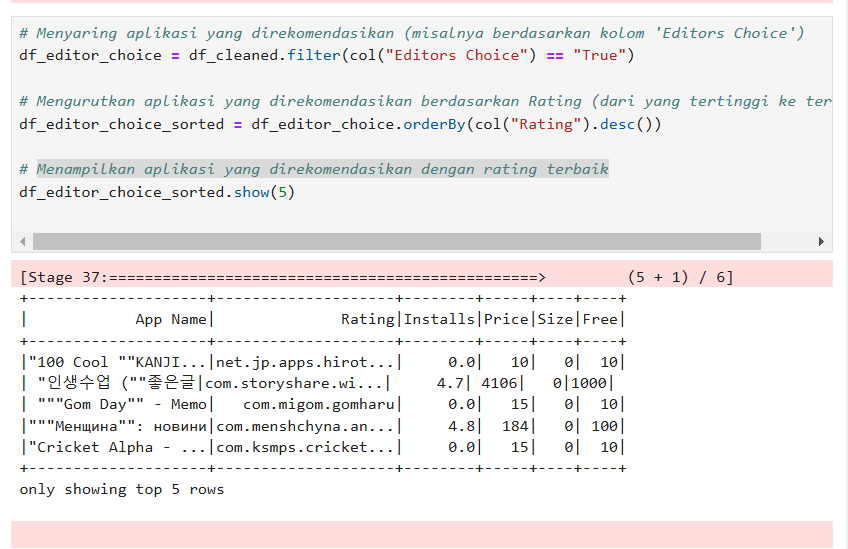 # Menyaring aplikasi yang direkomendasikan (misalnya berdasarkan kolom 'Editors Choice')
df_editor_choice = df_cleaned.filter(col("Editors Choice") == "True")
# Mengurutkan aplikasi yang direkomendasikan berdasarkan Rating (dari yang tertinggi ke ter
df_editor_choice_sorted = df_editor_choice.orderBy(col("Rating").desc())
# Menampilkan aplikasi yang direkomendasikan dengan rating terbaik
df_editor_choice_sorted.show(5)
[Stage 37:================================================>         (5 + 1) / 6]
+--------------------+--------------------+--------+-----+----+----+
|            App Name|              Rating|Installs|Price|Size|Free|
+--------------------+--------------------+--------+-----+----+----+
|"100 Cool ""KANJI...|net.jp.apps.hirot...|     0.0|   10|   0|  10|
| "인생수업 (""좋은글|com.storyshare.wi...|     4.7| 4106|   0|1000|
| """Gom Day"" - Memo|   com.migom.gomharu|     0.0|   15|   0|  10|
|"""Менщина"": новини|com.menshchyna.an...|     4.8|  184|   0| 100|
|"Cricket Alpha - ...|com.ksmps.cricket...|     0.0|   15|   0|  10|
+--------------------+--------------------+--------+-----+----+----+
only showing top 5 rows